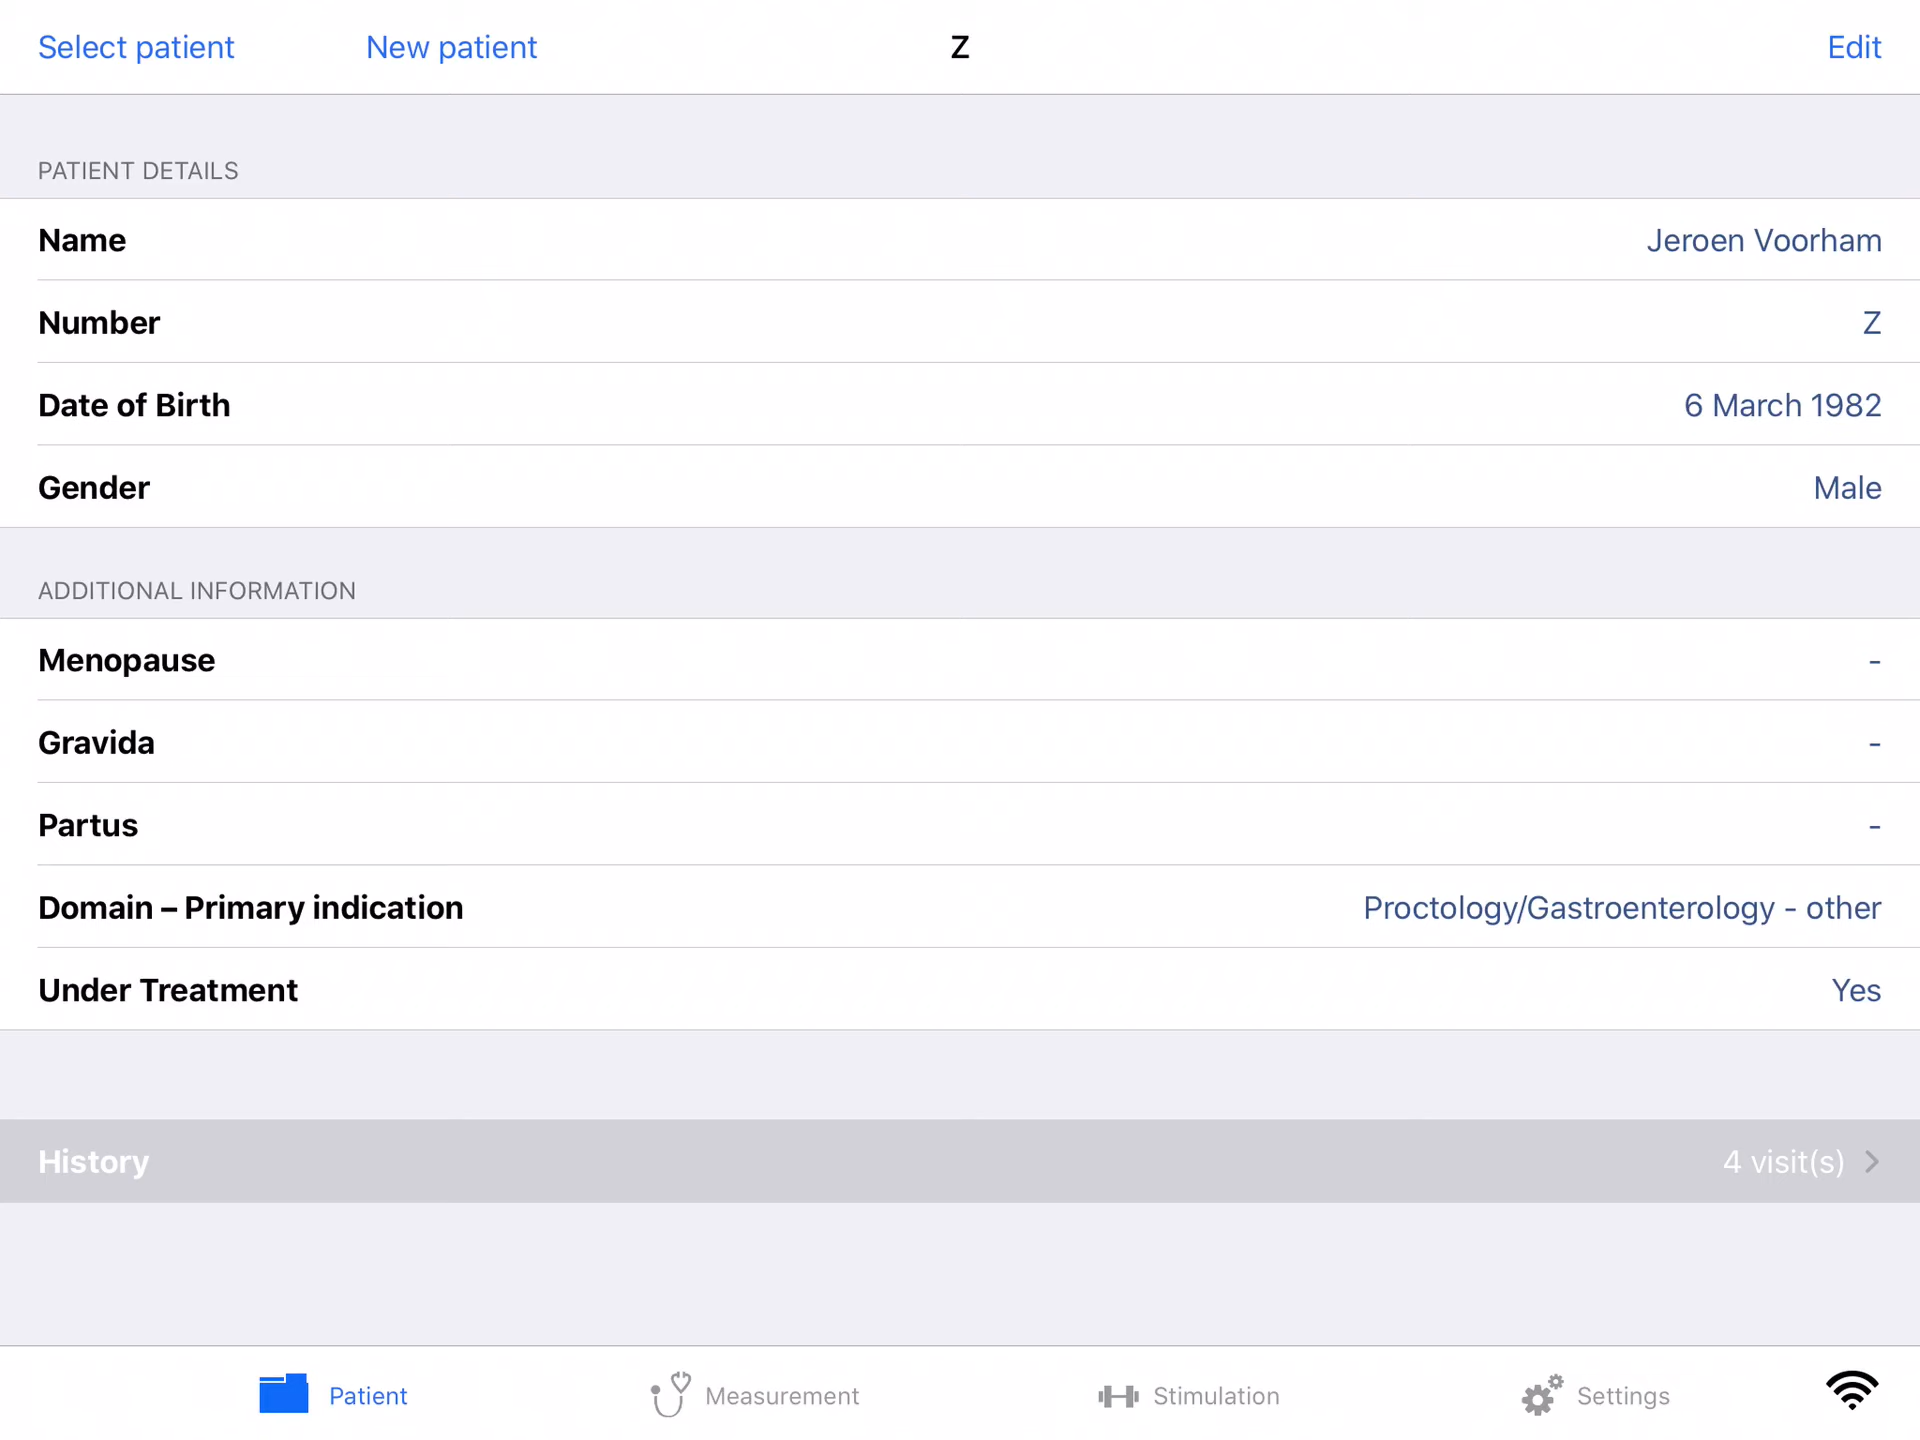 Select patient New patient Z Edit
PATIENT DETAILS
Name Jeroen Voorham
Number Z
Date of Birth 6 March 1982
Gender Male
ADDITIONAL INFORMATION
Menopause -
Gravida -
Partus -
Domain – Primary indication Proctology/Gastroenterology - other
Under Treatment Yes
History 4 visit(s)
Patient Measurement Stimulation Settings